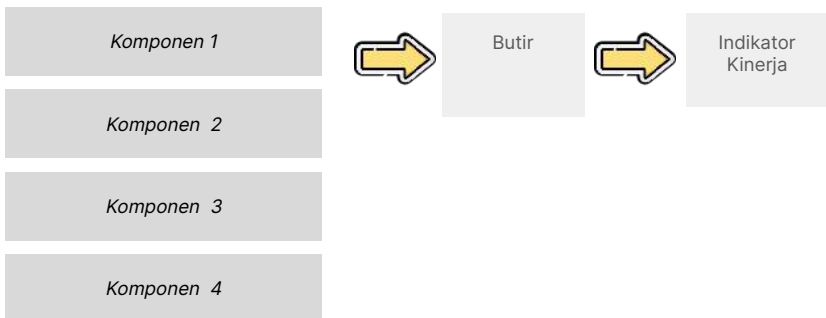 Komponen 1
Butir
Indikator
Kinerja
Komponen 2
Komponen 3
Komponen 4